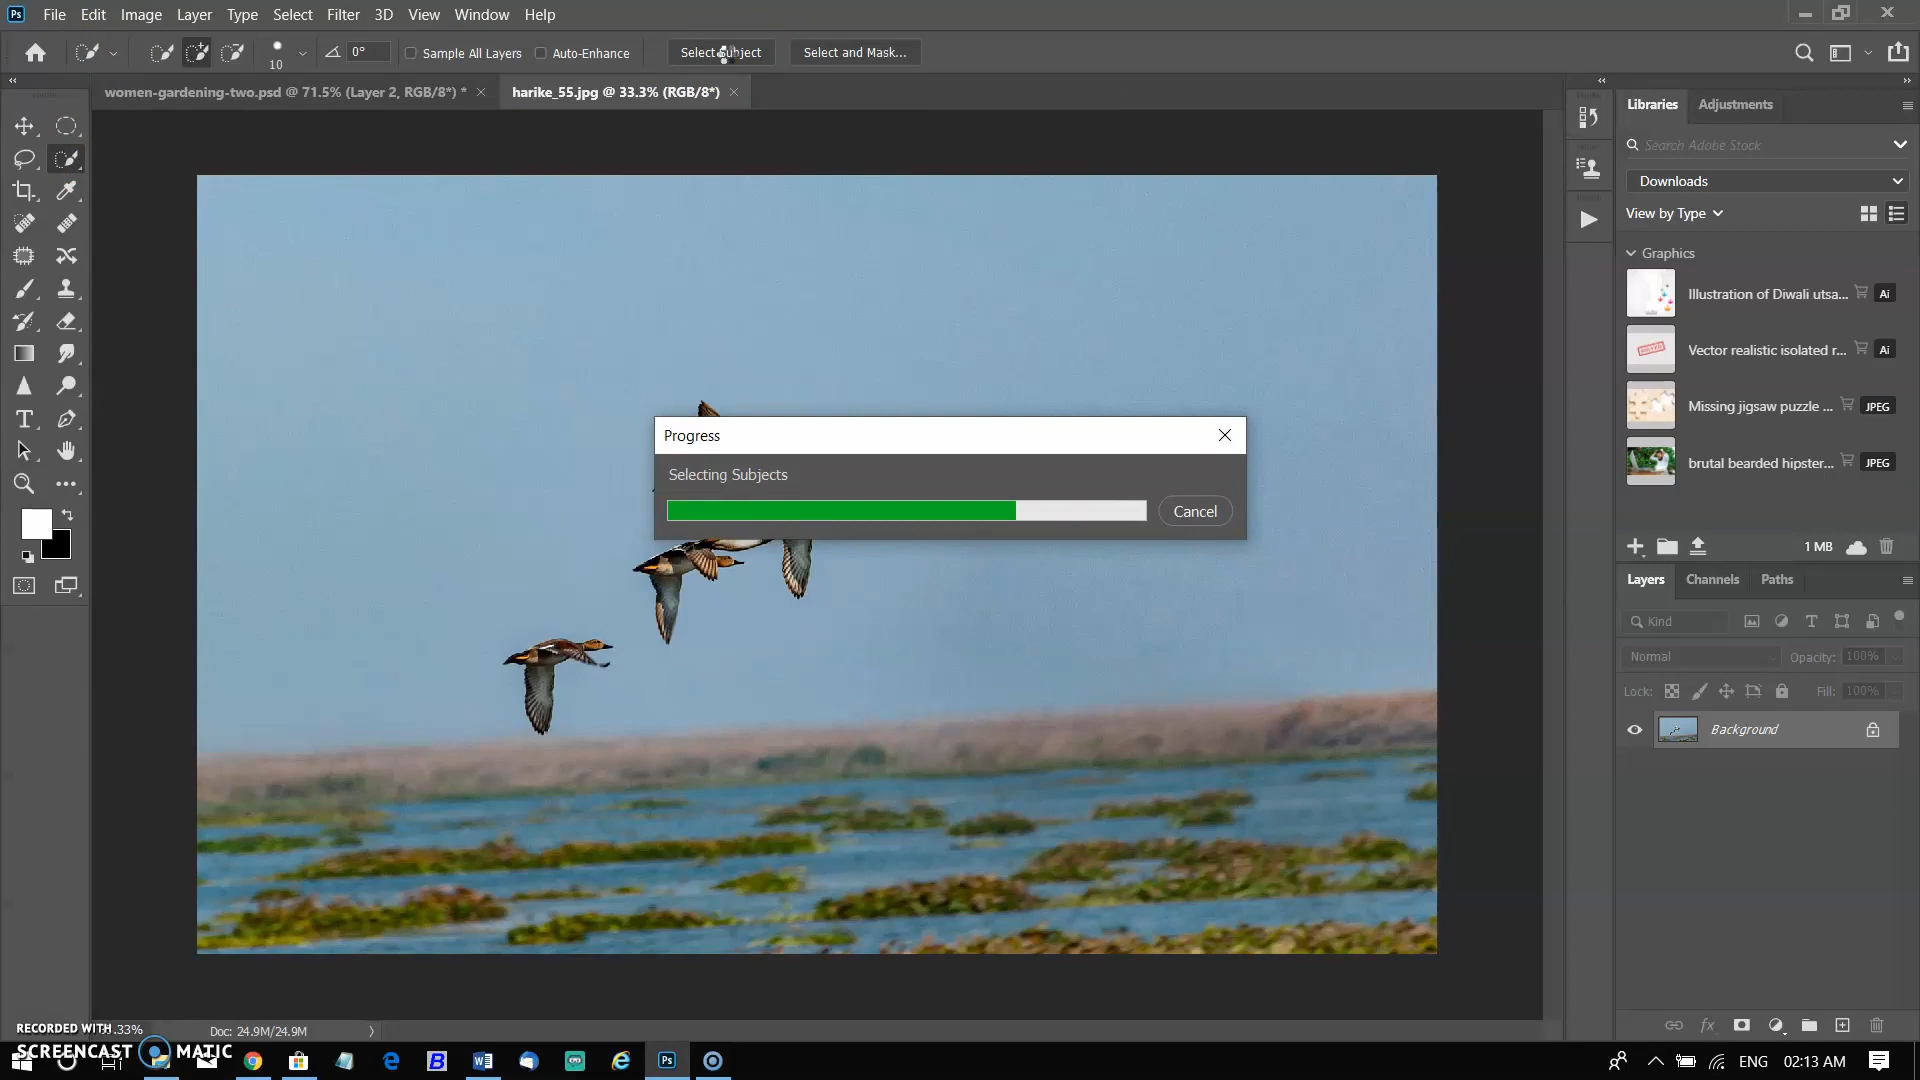 Ps File Edit Image Layer Type Select Filter 3D View Window Help
10 0° Sample All Layers Auto-Enhance Select Subject Select and Mask...
women-gardening-two.psd @ 71.5% (Layer 2, RGB/8*) * harike_55.jpg @ 33.3% (RGB/8*)
Libraries Adjustments
Search Adobe Stock
Downloads
View by Type
Graphics
Illustration of Diwali utsa... Ai
Vector realistic isolated r... Ai
Missing jigsaw puzzle ... JPEG
brutal bearded hipster... JPEG
1 MB
Progress
Selecting Subjects
Cancel
Layers Channels Paths
Kind
Normal Opacity: 100%
Lock: Fill: 100%
Background
fx
RECORDED WITH .33% Doc: 24.9M/24.9M
SCREENCAST MATIC
Ps ENG 02:13 AM